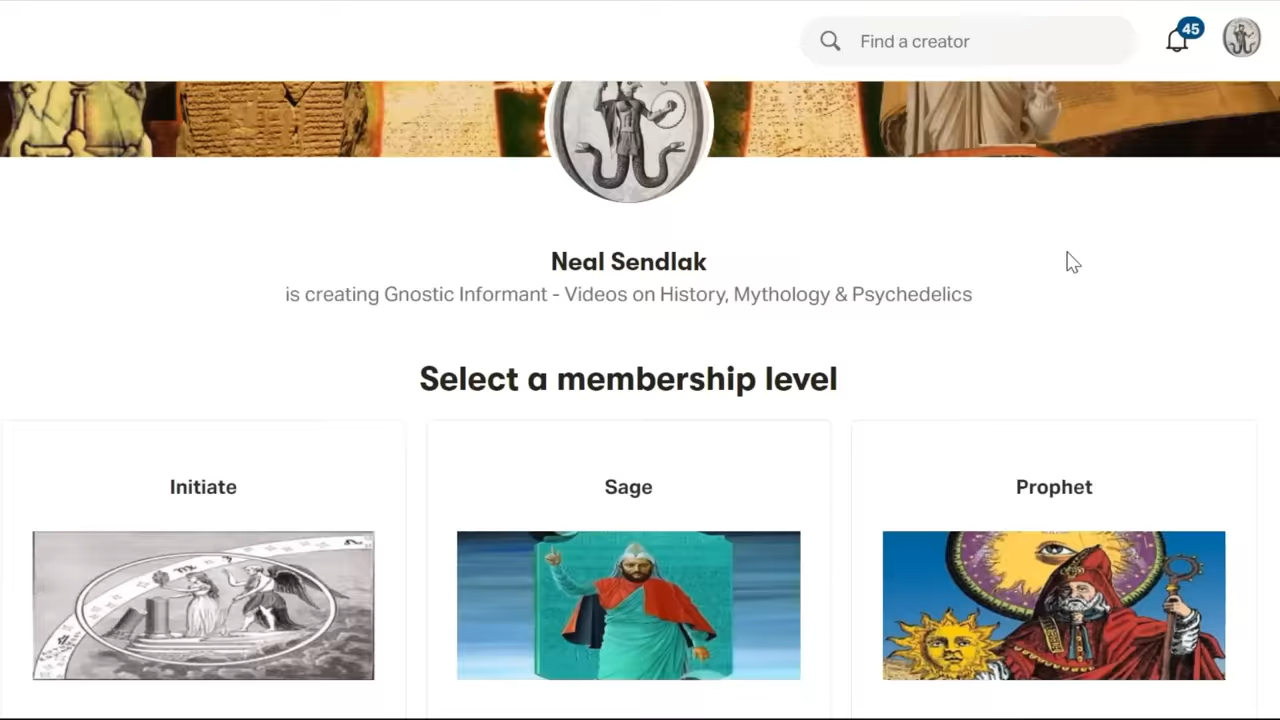 Find a creator
45
Neal Sendlak
is creating Gnostic Informant - Videos on History, Mythology & Psychedelics
Select a membership level
Initiate
Sage
Prophet